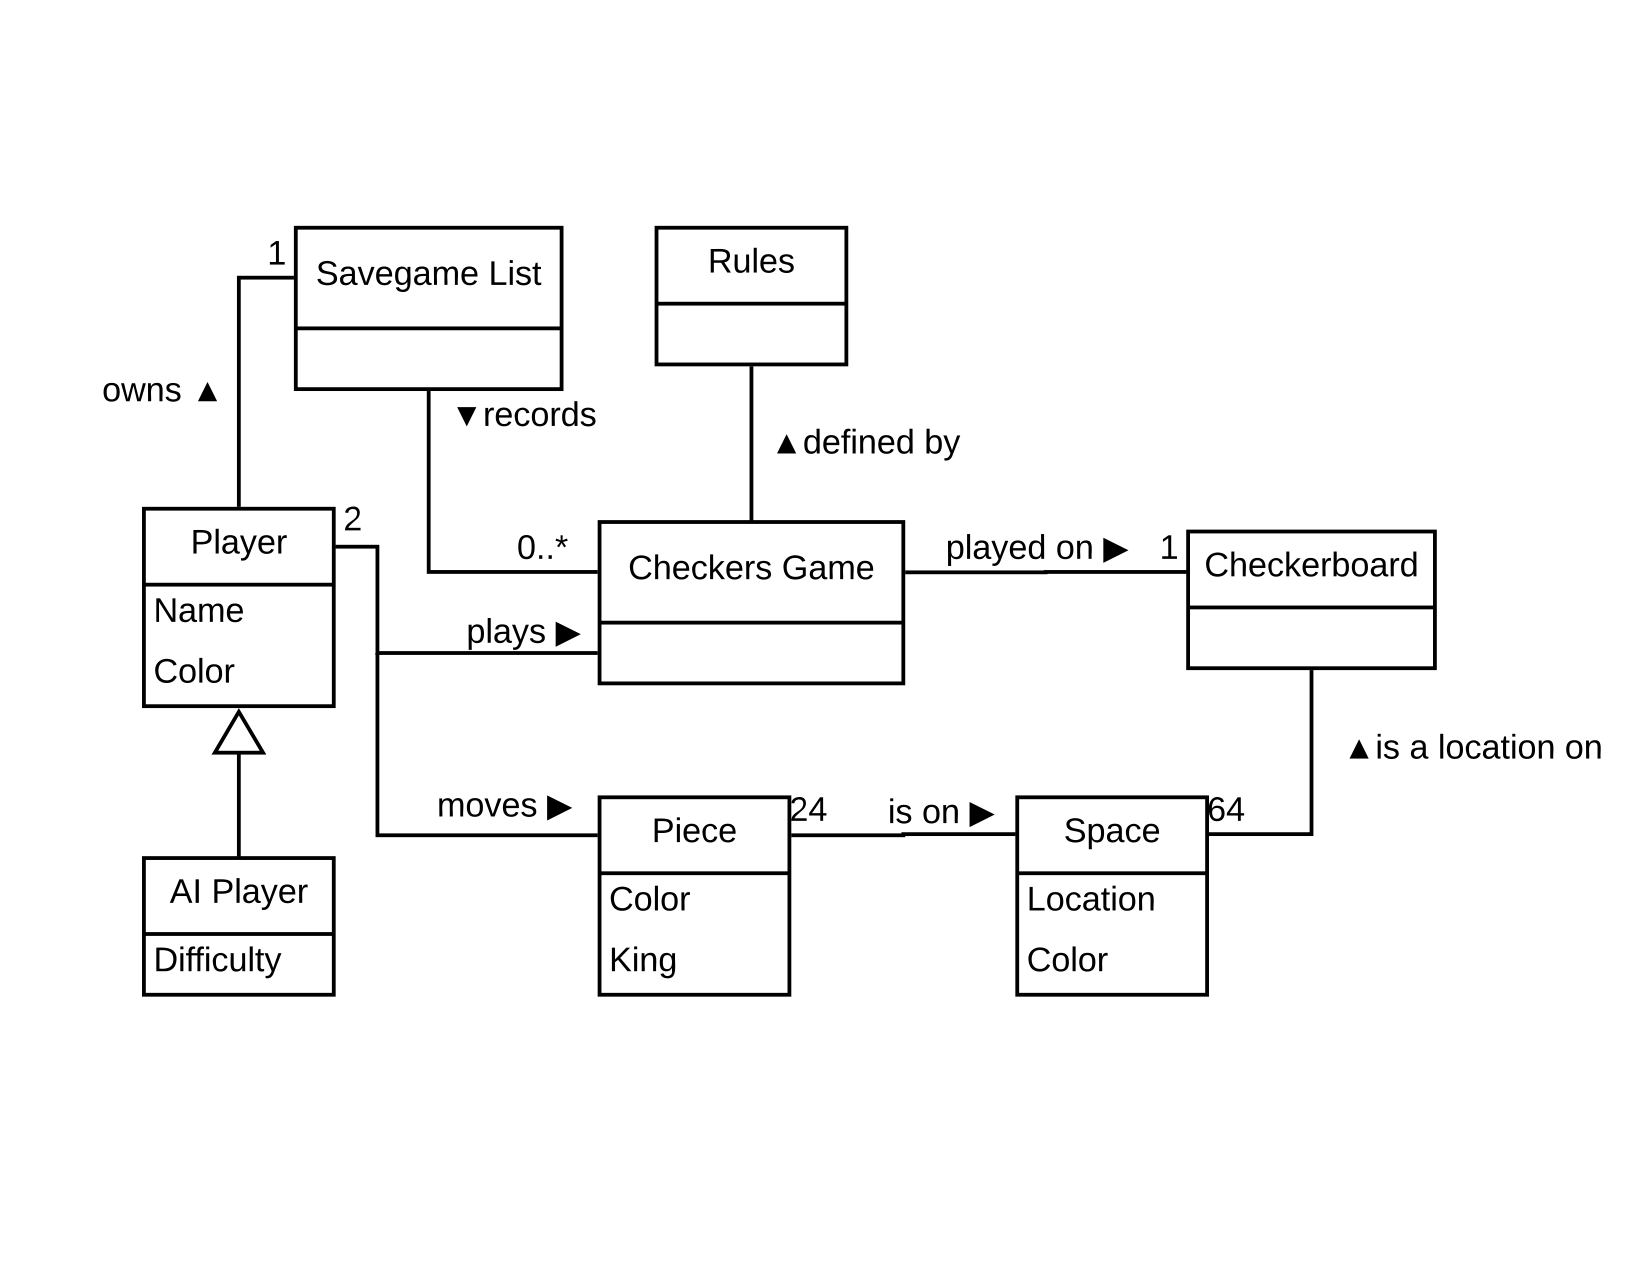 1
Savegame List
Rules
owns ▲
▼records
▲defined by
Player
2
Name
Color
0..*
Checkers Game
played on ▶
1
Checkerboard
plays ▶
▲is a location on
moves ▶
Piece
24
is on ▶
Space
64
Color
King
Location
Color
AI Player
Difficulty